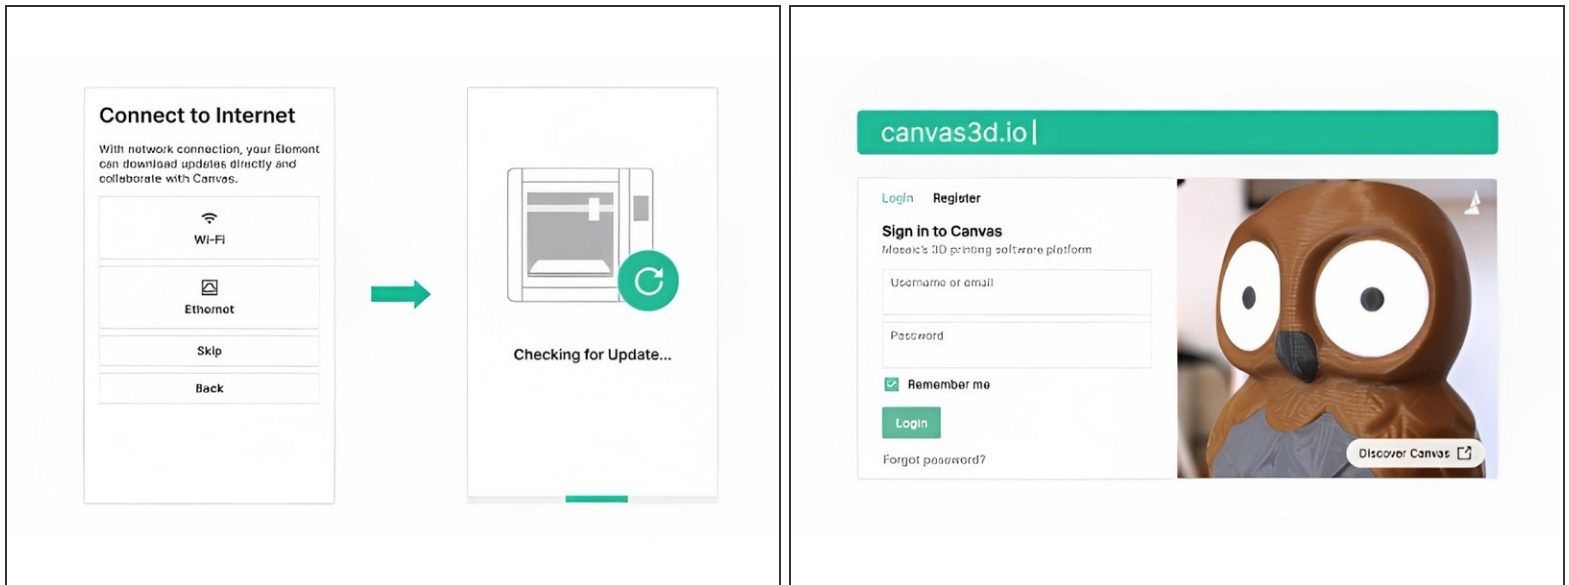 Connect to Internet
With network connection, your Element
can download updates directly and
collaborate with Canvas.
Wi-Fi
Ethernet
Skip
Back
Checking for Update...
canvas3d.io
Login Register
Sign in to Canvas
Mosaic's 3D printing software platform
Username or email
Password
Remember me
Login
Forgot password?
Discover Canvas